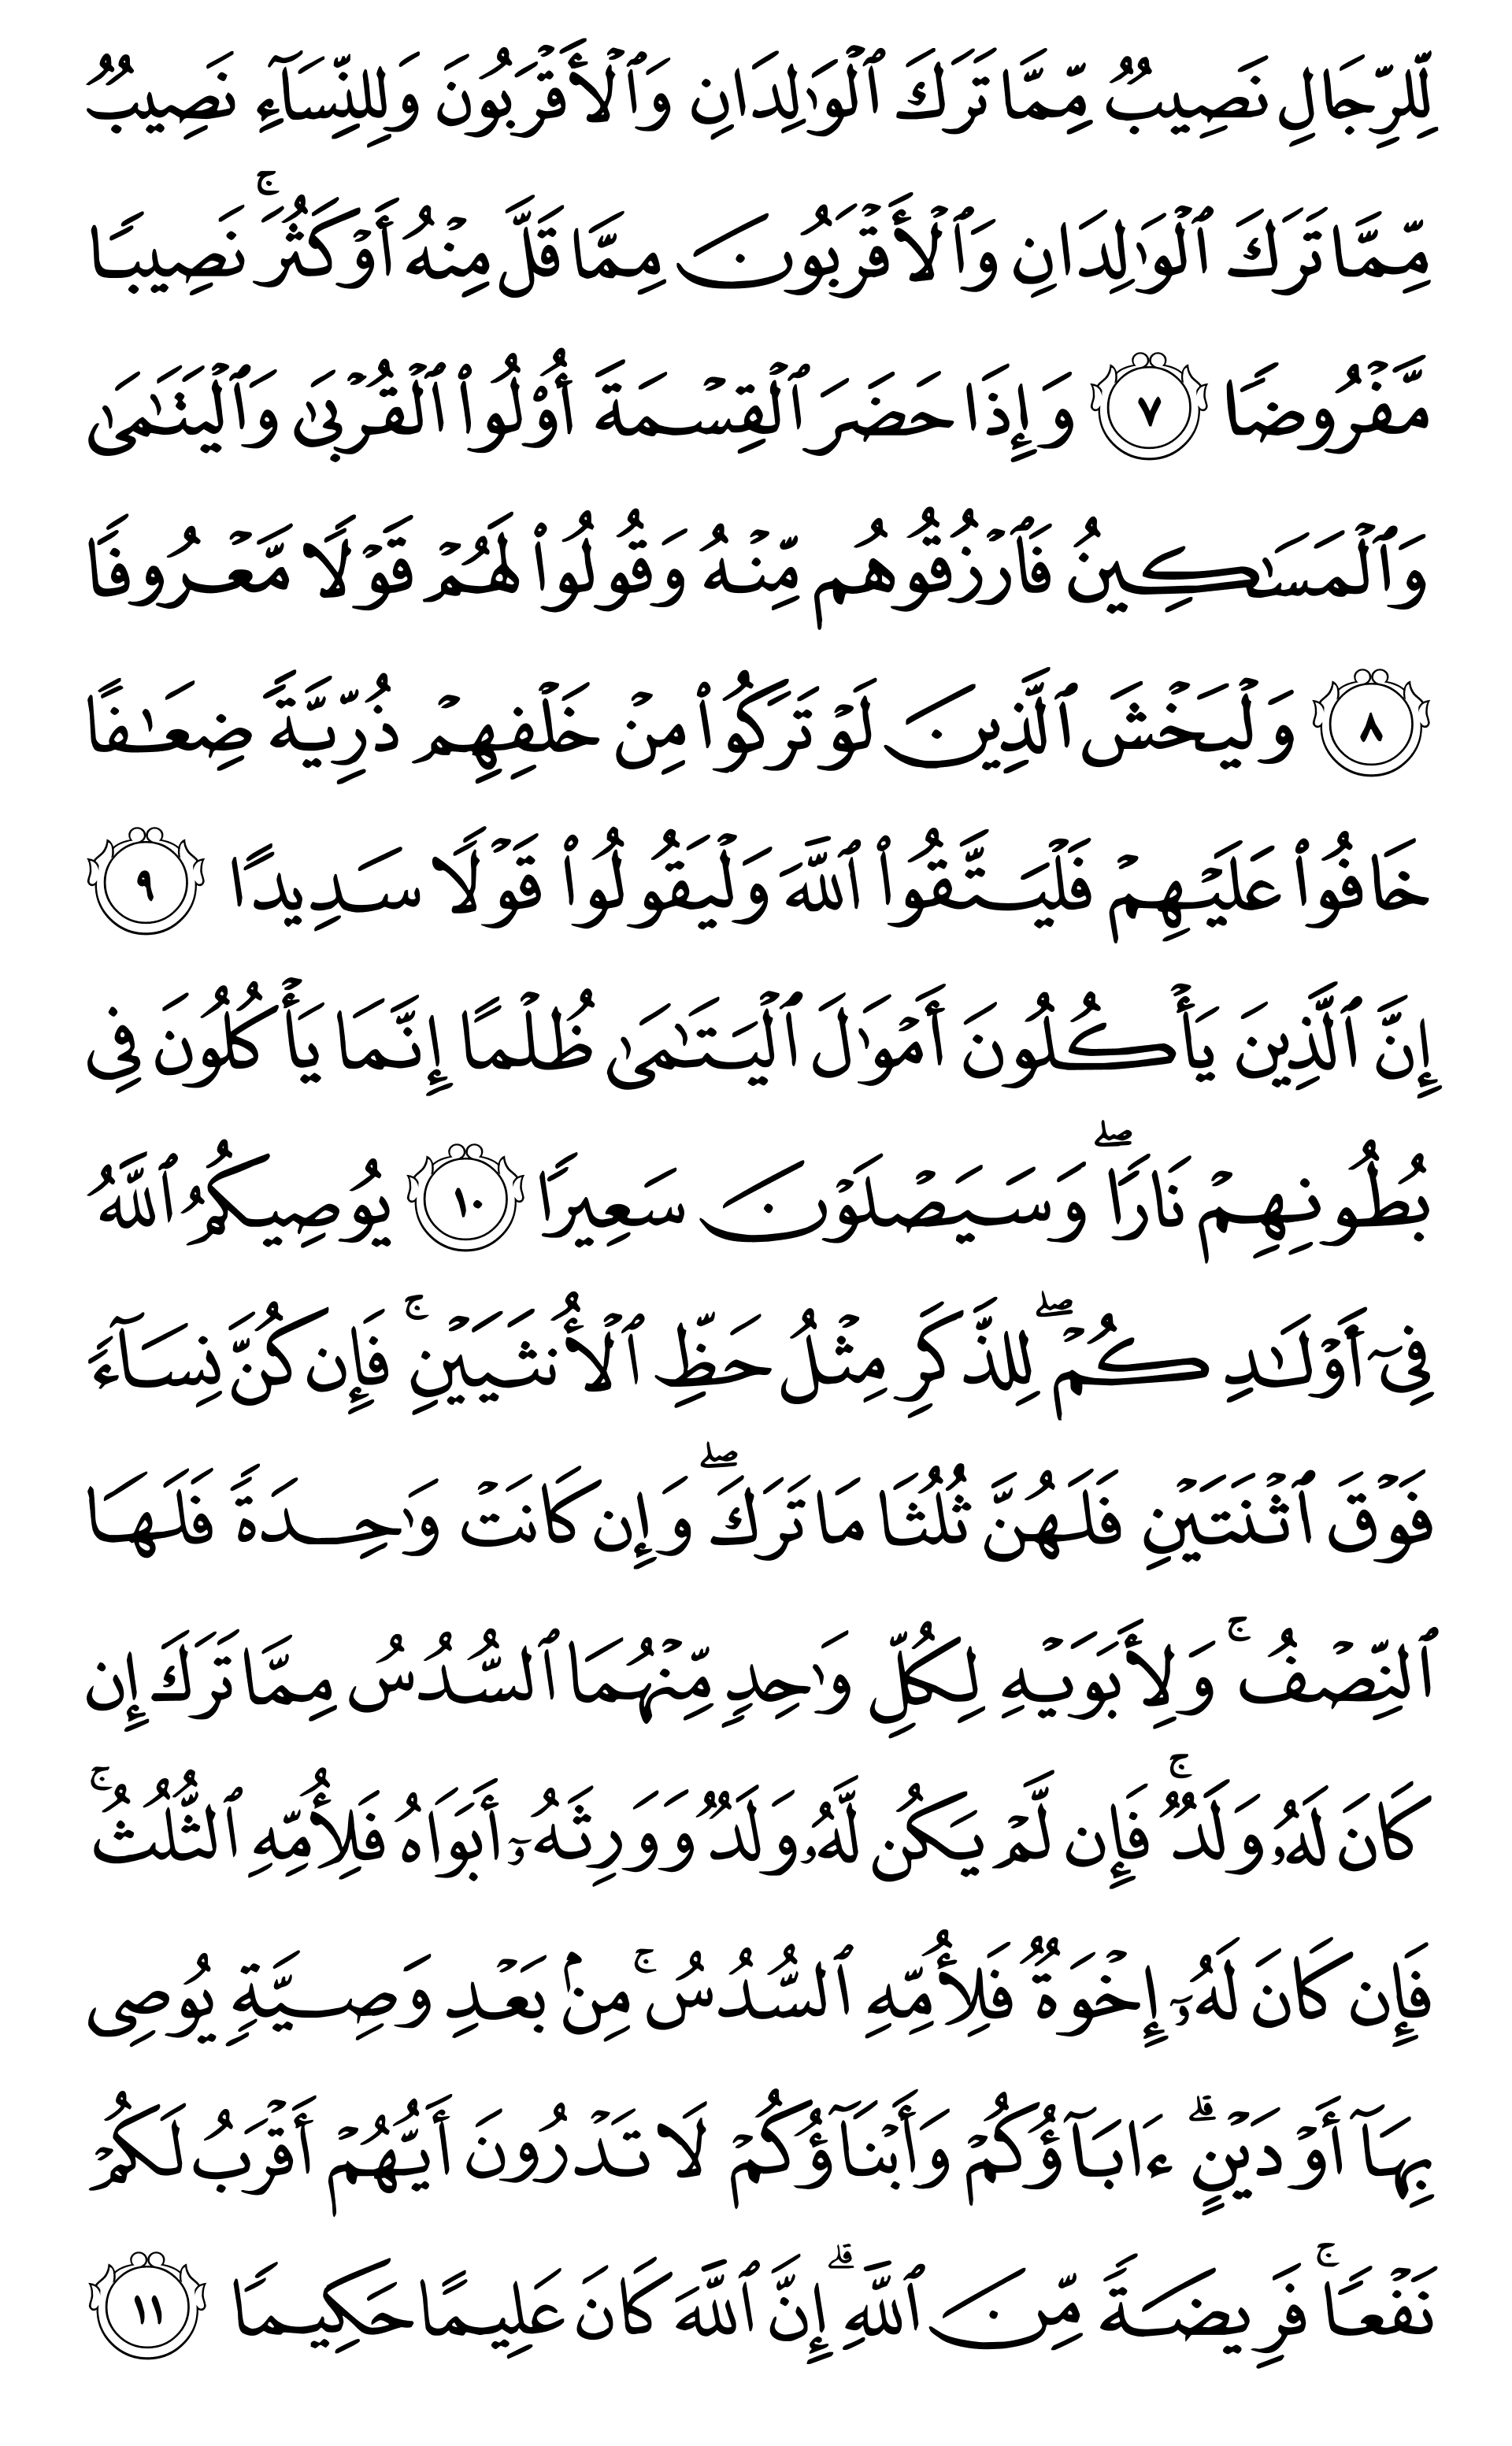 لِّلرِّجَالِ نَصِيبٌ مِّمَّا تَرَكَ ٱلْوَٰلِدَانِ وَٱلْأَقْرَبُونَ وَلِلنِّسَآءِ نَصِيبٌ
مِّمَّا تَرَكَ ٱلْوَٰلِدَانِ وَٱلْأَقْرَبُونَ مِمَّا قَلَّ مِنْهُ أَوْ كَثُرَ ۚ نَصِيبًا
مَّفْرُوضًا ٧ وَإِذَا حَضَرَ ٱلْقِسْمَةَ أُو۟لُوا۟ ٱلْقُرْبَىٰ وَٱلْيَتَـٰمَىٰ
وَٱلْمَسَـٰكِينُ فَٱرْزُقُوهُم مِّنْهُ وَقُولُوا۟ لَهُمْ قَوْلًا مَّعْرُوفًا
٨ وَلْيَخْشَ ٱلَّذِينَ لَوْ تَرَكُوا۟ مِنْ خَلْفِهِمْ ذُرِّيَّةً ضِعَـٰفًا
خَافُوا۟ عَلَيْهِمْ فَلْيَتَّقُوا۟ ٱللَّهَ وَلْيَقُولُوا۟ قَوْلًا سَدِيدًا ٩
إِنَّ ٱلَّذِينَ يَأْكُلُونَ أَمْوَٰلَ ٱلْيَتَـٰمَىٰ ظُلْمًا إِنَّمَا يَأْكُلُونَ فِى
بُطُونِهِمْ نَارًا ۖ وَسَيَصْلَوْنَ سَعِيرًا ١٠ يُوصِيكُمُ ٱللَّهُ
فِىٓ أَوْلَـٰدِكُمْ ۖ لِلذَّكَرِ مِثْلُ حَظِّ ٱلْأُنثَيَيْنِ ۚ فَإِن كُنَّ نِسَآءً
فَوْقَ ٱثْنَتَيْنِ فَلَهُنَّ ثُلُثَا مَا تَرَكَ ۖ وَإِن كَانَتْ وَٰحِدَةً فَلَهَا
ٱلنِّصْفُ ۚ وَلِأَبَوَيْهِ لِكُلِّ وَٰحِدٍ مِّنْهُمَا ٱلسُّدُسُ مِمَّا تَرَكَ إِن
كَانَ لَهُۥ وَلَدٌ ۚ فَإِن لَّمْ يَكُن لَّهُۥ وَلَدٌ وَوَرِثَهُۥٓ أَبَوَاهُ فَلِأُمِّهِ ٱلثُّلُثُ ۚ
فَإِن كَانَ لَهُۥٓ إِخْوَةٌ فَلِأُمِّهِ ٱلسُّدُسُ ۚ مِنۢ بَعْدِ وَصِيَّةٍ يُوصِى
بِهَآ أَوْ دَيْنٍ ۗ ءَابَآؤُكُمْ وَأَبْنَآؤُكُمْ لَا تَدْرُونَ أَيُّهُمْ أَقْرَبُ لَكُمْ
نَفْعًا ۚ فَرِيضَةً مِّنَ ٱللَّهِ ۗ إِنَّ ٱللَّهَ كَانَ عَلِيمًا حَكِيمًا ١١